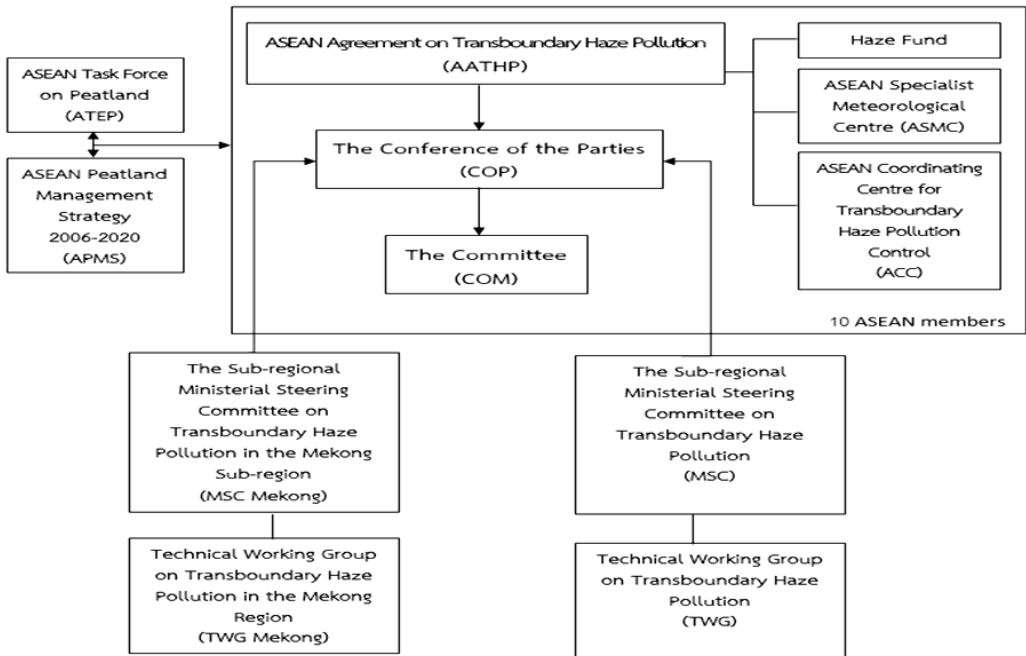 ASEAN Agreement on Transboundary Haze Pollution
(AATHP)
Haze Fund
ASEAN Specialist
Meteorological
Centre (ASMC)
ASEAN Coordinating
Centre for
Transboundary
Haze Pollution
Control
(ACC)
ASEAN Task Force
on Peatland
(ATEP)
ASEAN Peatland
Management
Strategy
2006-2020
(APMS)
The Conference of the Parties
(COP)
The Committee
(COM)
10 ASEAN members
The Sub-regional
Ministerial Steering
Committee on
Transboundary Haze
Pollution in the Mekong
Sub-region
(MSC Mekong)
Technical Working Group
on Transboundary Haze
Pollution in the Mekong
Region
(TWG Mekong)
The Sub-regional
Ministerial Steering
Committee on
Transboundary Haze
Pollution
(MSC)
Technical Working Group
on Transboundary Haze
Pollution
(TWG)